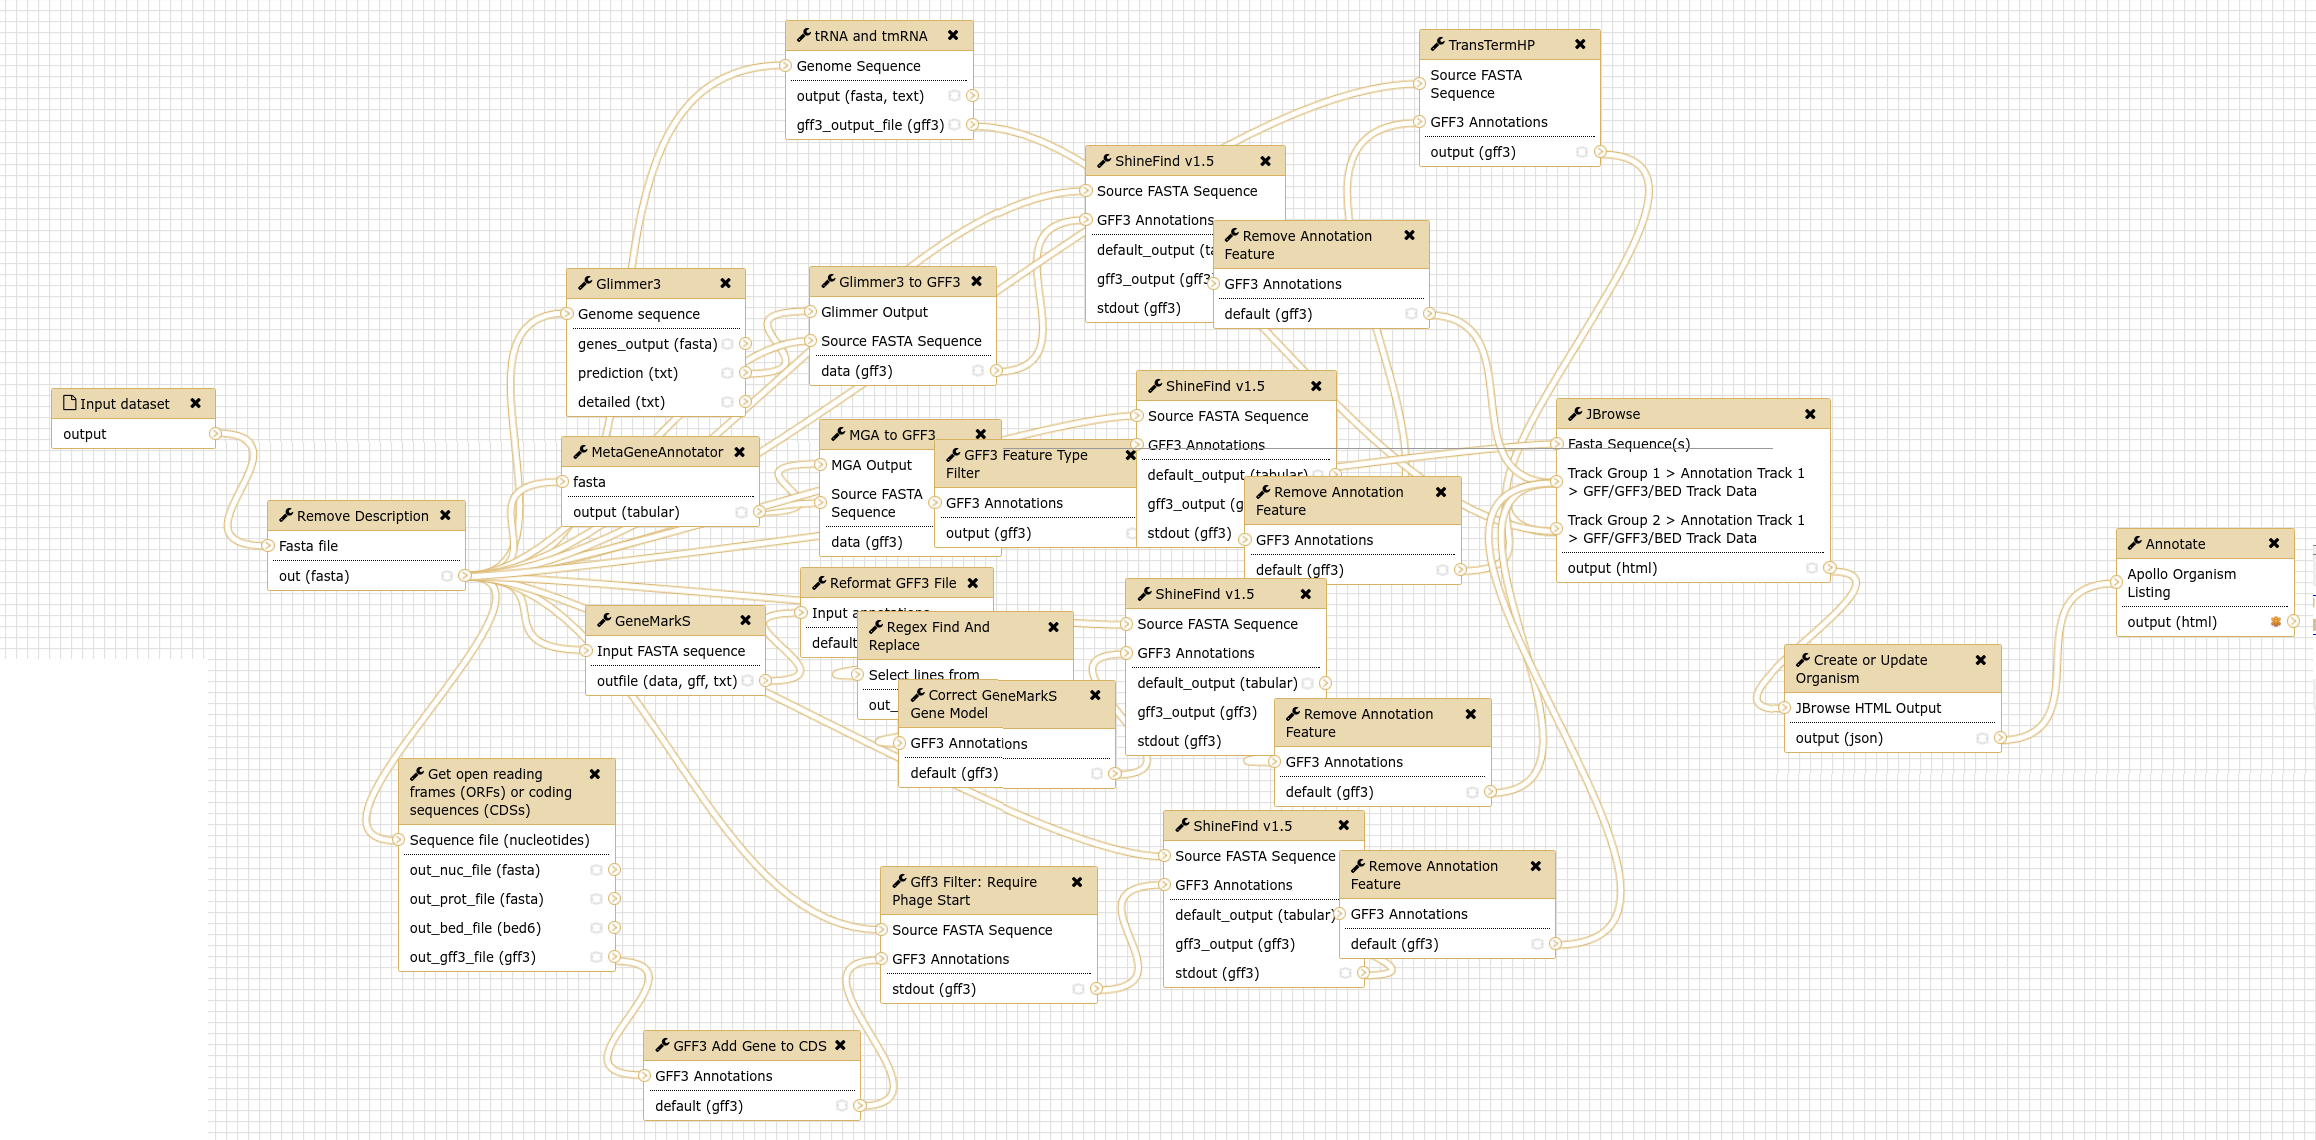 tRNA and tmRNA
Genome Sequence
output (fasta, text)
gff3_output_file (gff3)
TransTermHP
Source FASTA
Sequence
GFF3 Annotations
output (gff3)
ShineFind v1.5
Source FASTA Sequence
GFF3 Annotations
default_output
gff3_output (gff3
stdout (gff3)
Remove Annotation
Feature
GFF3 Annotations
default (gff3)
Glimmer3
Genome sequence
genes_output (fasta)
prediction (txt)
detailed (txt)
Glimmer3 to GFF3
Glimmer Output
Source FASTA Sequence
data (gff3)
Input dataset
output
Remove Description
Fasta file
out (fasta)
MetaGeneAnnotator
fasta
output (tabular)
MGA to GFF3
MGA Output
Source FASTA
Sequence
data (gff3)
GFF3 Feature Type
Filter
GFF3 Annotations
output (gff3)
ShineFind v1.5
Source FASTA Sequence
GFF3 Annotations
default_output (tabular)
gff3_output (g
stdout (gff3)
Remove Annotation
Feature
GFF3 Annotations
default (gff3)
JBrowse
Fasta Sequence(s)
Track Group 1 > Annotation Track 1
> GFF/GFF3/BED Track Data
Track Group 2 > Annotation Track 1
> GFF/GFF3/BED Track Data
output (html)
Annotate
Apollo Organism
Listing
output (html)
Create or Update
Organism
JBrowse HTML Output
output (json)
GeneMarkS
Input FASTA sequence
outfile (data, gff, txt)
Reformat GFF3 File
Input annotations
default
Regex Find And
Replace
Select lines from
out_
Correct GeneMarkS
Gene Model
GFF3 Annotations
default (gff3)
ShineFind v1.5
Source FASTA Sequence
GFF3 Annotations
default_output (tabular)
gff3_output (gff3)
stdout (gff3)
Remove Annotation
Feature
GFF3 Annotations
default (gff3)
Get open reading
frames (ORFs) or coding
sequences (CDSs)
Sequence file (nucleotides)
out_nuc_file (fasta)
out_prot_file (fasta)
out_bed_file (bed6)
out_gff3_file (gff3)
Gff3 Filter: Require
Phage Start
Source FASTA Sequence
GFF3 Annotations
stdout (gff3)
ShineFind v1.5
Source FASTA Sequence
GFF3 Annotations
default_output (tabular)
gff3_output (gff3)
stdout (gff3)
Remove Annotation
Feature
GFF3 Annotations
default (gff3)
GFF3 Add Gene to CDS
GFF3 Annotations
default (gff3)